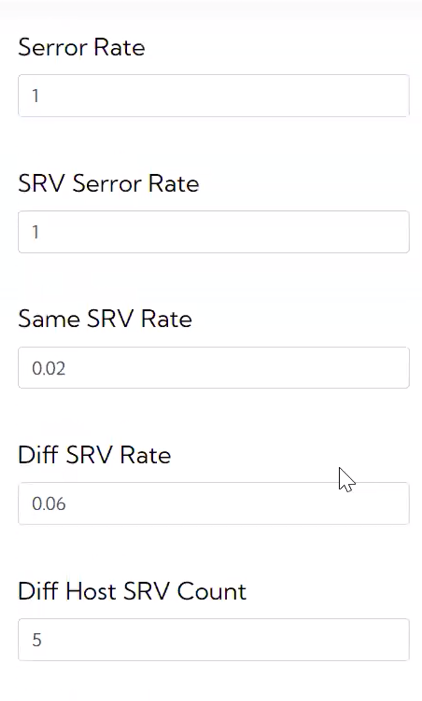 Serror Rate
1
SRV Serror Rate
1
Same SRV Rate
0.02
Diff SRV Rate
0.06
Diff Host SRV Count
5